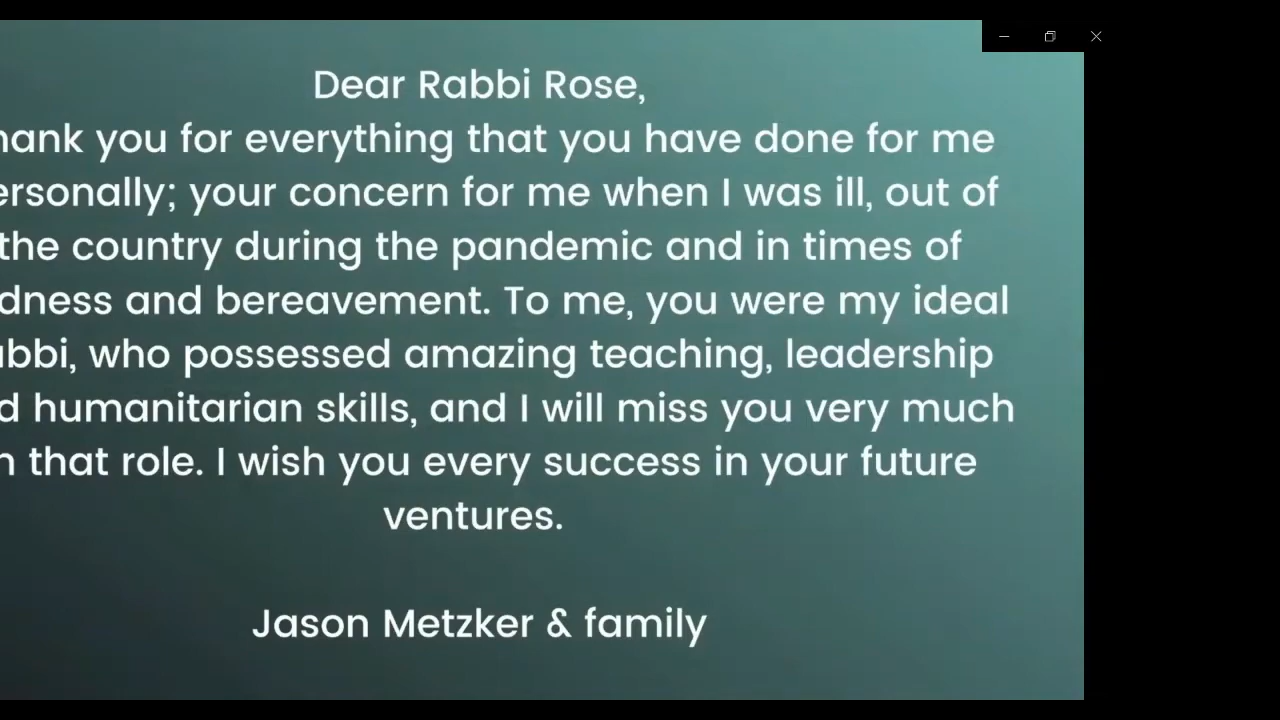 Dear Rabbi Rose,
hank you for everything that you have done for me
ersonally; your concern for me when I was ill, out of
the country during the pandemic and in times of
dness and bereavement. To me, you were my ideal
bbi, who possessed amazing teaching, leadership
d humanitarian skills, and I will miss you very much
n that role. I wish you every success in your future
ventures.
Jason Metzker & family